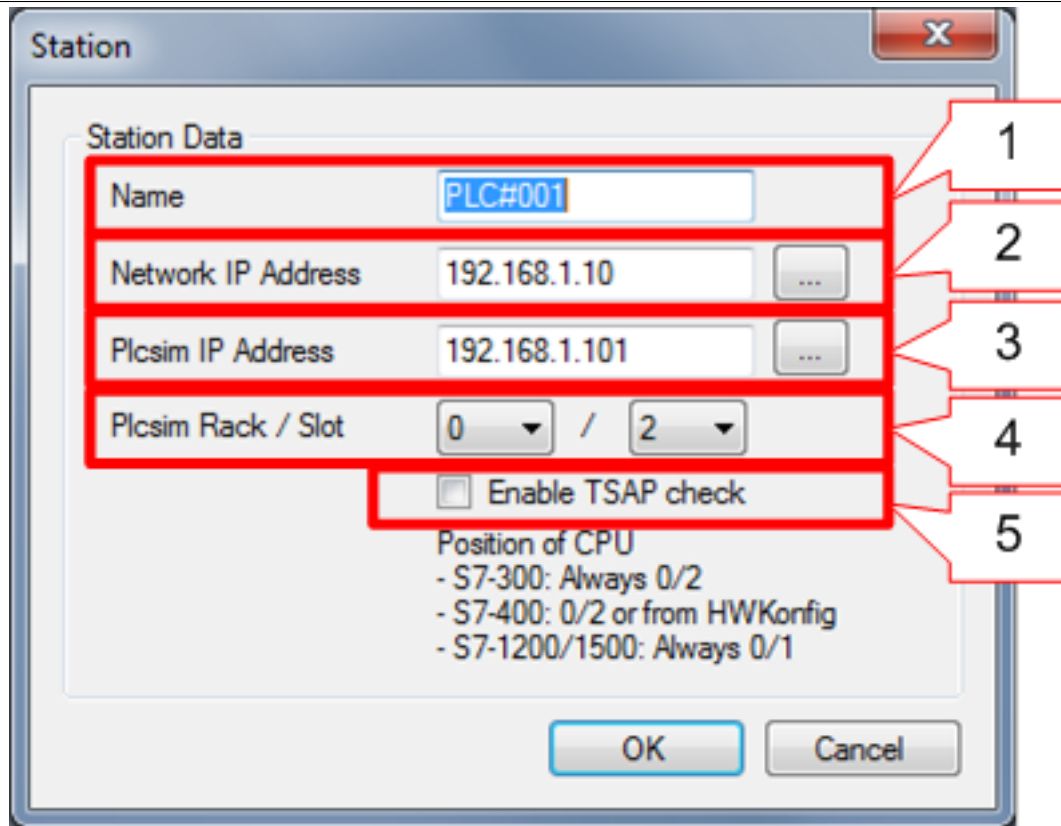 Station
Station Data
Name PLC#001 1
Network IP Address 192.168.1.10 ... 2
Plcsim IP Address 192.168.1.101 ... 3
Plcsim Rack / Slot 0 / 2 4
Enable TSAP check 5
Position of CPU
- S7-300: Always 0/2
- S7-400: 0/2 or from HWKonfig
- S7-1200/1500: Always 0/1
OK Cancel